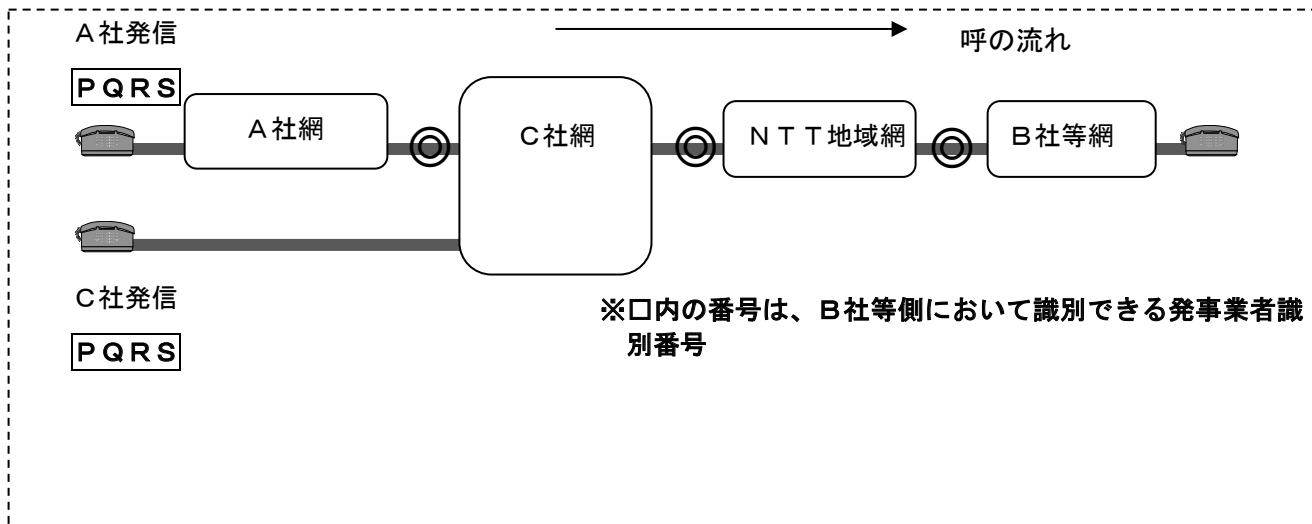 A社発信
呼の流れ
PQRS
A社網
C社網
NTT地域網
B社等網
C社発信
※□内の番号は、B社等側において識別できる発事業者識
別番号
PQRS